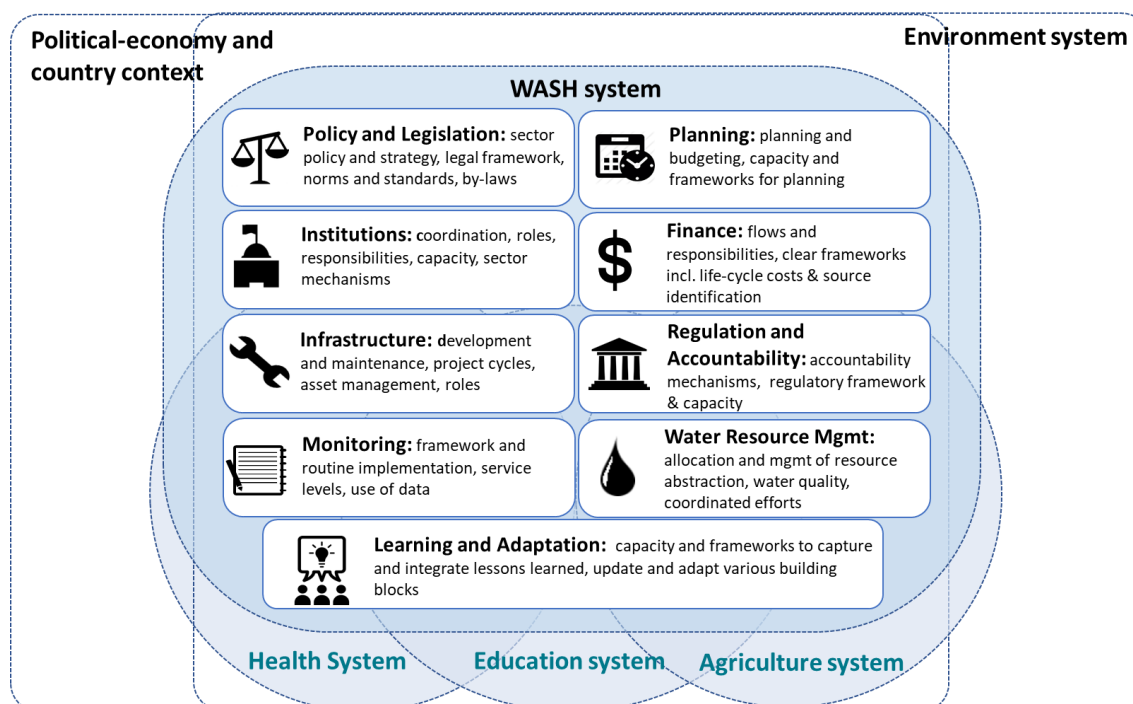 Political-economy and
country context
Environment system
WASH system
Policy and Legislation: sector
policy and strategy, legal framework,
norms and standards, by-laws
Planning: planning and
budgeting, capacity and
frameworks for planning
Institutions: coordination, roles,
responsibilities, capacity, sector
mechanisms
Finance: flows and
responsibilities, clear frameworks
incl. life-cycle costs & source
identification
Infrastructure: development
and maintenance, project cycles,
asset management, roles
Regulation and
Accountability: accountability
mechanisms, regulatory framework
& capacity
Monitoring: framework and
routine implementation, service
levels, use of data
Water Resource Mgmt:
allocation and mgmt of resource
abstraction, water quality,
coordinated efforts
Learning and Adaptation: capacity and frameworks to capture
and integrate lessons learned, update and adapt various building
blocks
Health System
Education system
Agriculture system